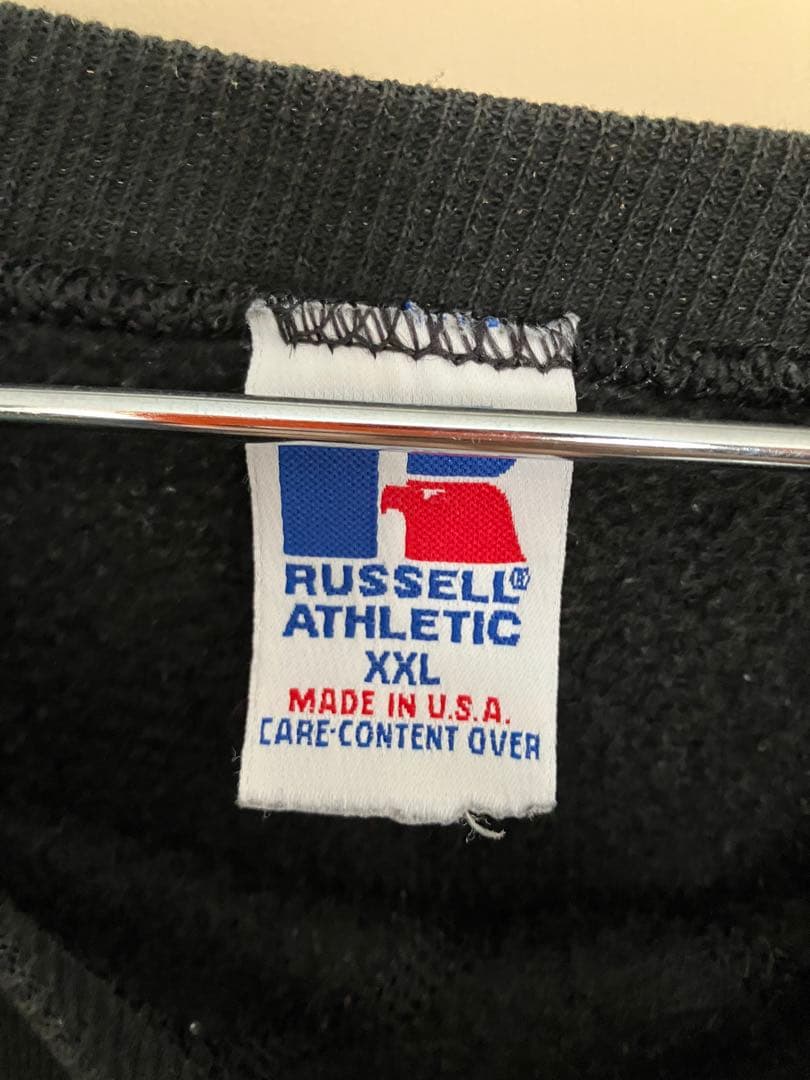 RUSSELL®
ATHLETIC
XXL
MADE IN U.S.A.
CARE-CONTENT OVER